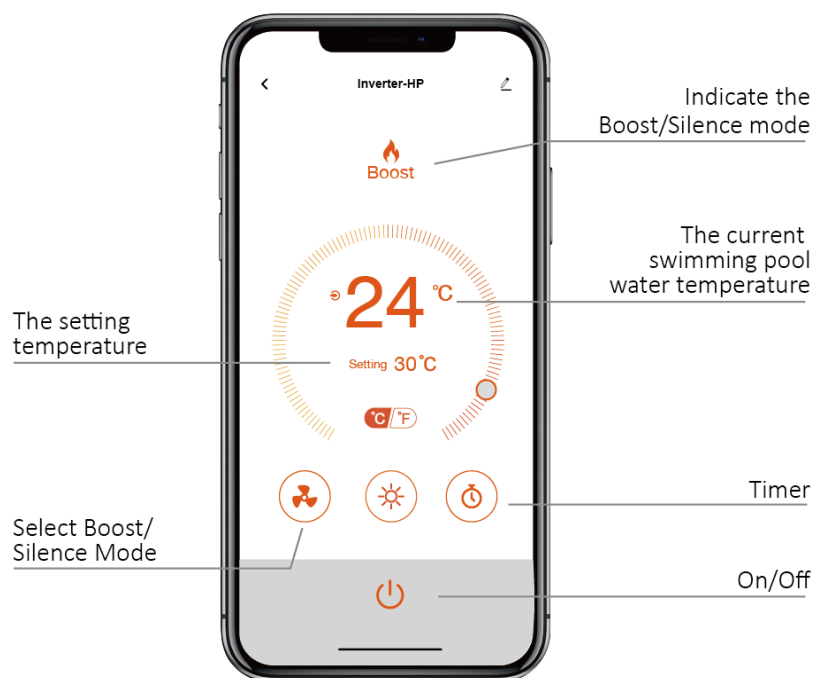 Inverter-HP
Indicate the
Boost/Silence mode
Boost
The current
swimming pool
water temperature
24 °C
The setting
temperature
Setting 30°C
°C/°F
Timer
Select Boost/
Silence Mode
On/Off